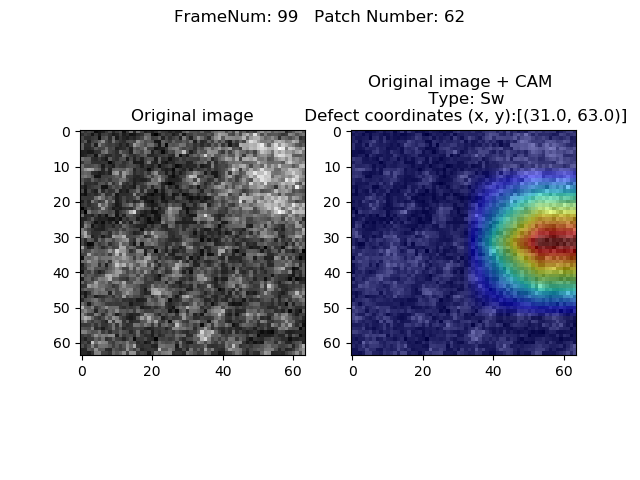 FrameNum: 99   Patch Number: 62
Original image
0
10
20
30
40
50
60
0 20 40 60
Original image + CAM
Type: Sw
Defect coordinates (x, y):[(31.0, 63.0)]
0
10
20
30
40
50
60
0 20 40 60